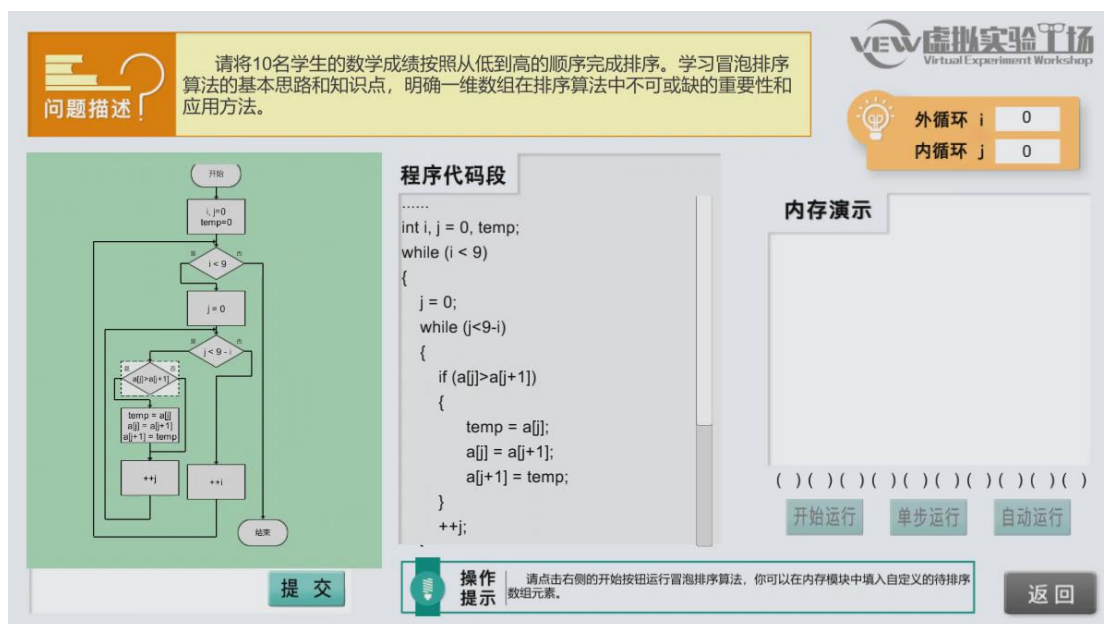 问题描述
请将10名学生的数学成绩按照从低到高的顺序完成排序。学习冒泡排序
算法的基本思路和知识点，明确一维数组在排序算法中不可或缺的重要性和
应用方法。
VEW虚拟实验工场
Virtual Experiment Workshop
外循环 i 0
内循环 j 0
开始
i, j=0
temp=0
是 否
i < 9
j = 0
是 否
j < 9 - i
是 否
a[j]>a[j+1]
temp = a[j]
a[j] = a[j+1]
a[j+1] = temp
++j
++i
结束
提 交
程序代码段
......
int i, j = 0, temp;
while (i < 9)
{
j = 0;
while (j<9-i)
{
if (a[j]>a[j+1])
{
temp = a[j];
a[j] = a[j+1];
a[j+1] = temp;
}
++j;
内存演示
( ) ( ) ( ) ( ) ( ) ( ) ( ) ( ) ( ) ( )
开始运行 单步运行 自动运行
操作
提示
请点击右侧的开始按钮运行冒泡排序算法，你可以在内存模块中填入自定义的待排序
数组元素。
返回